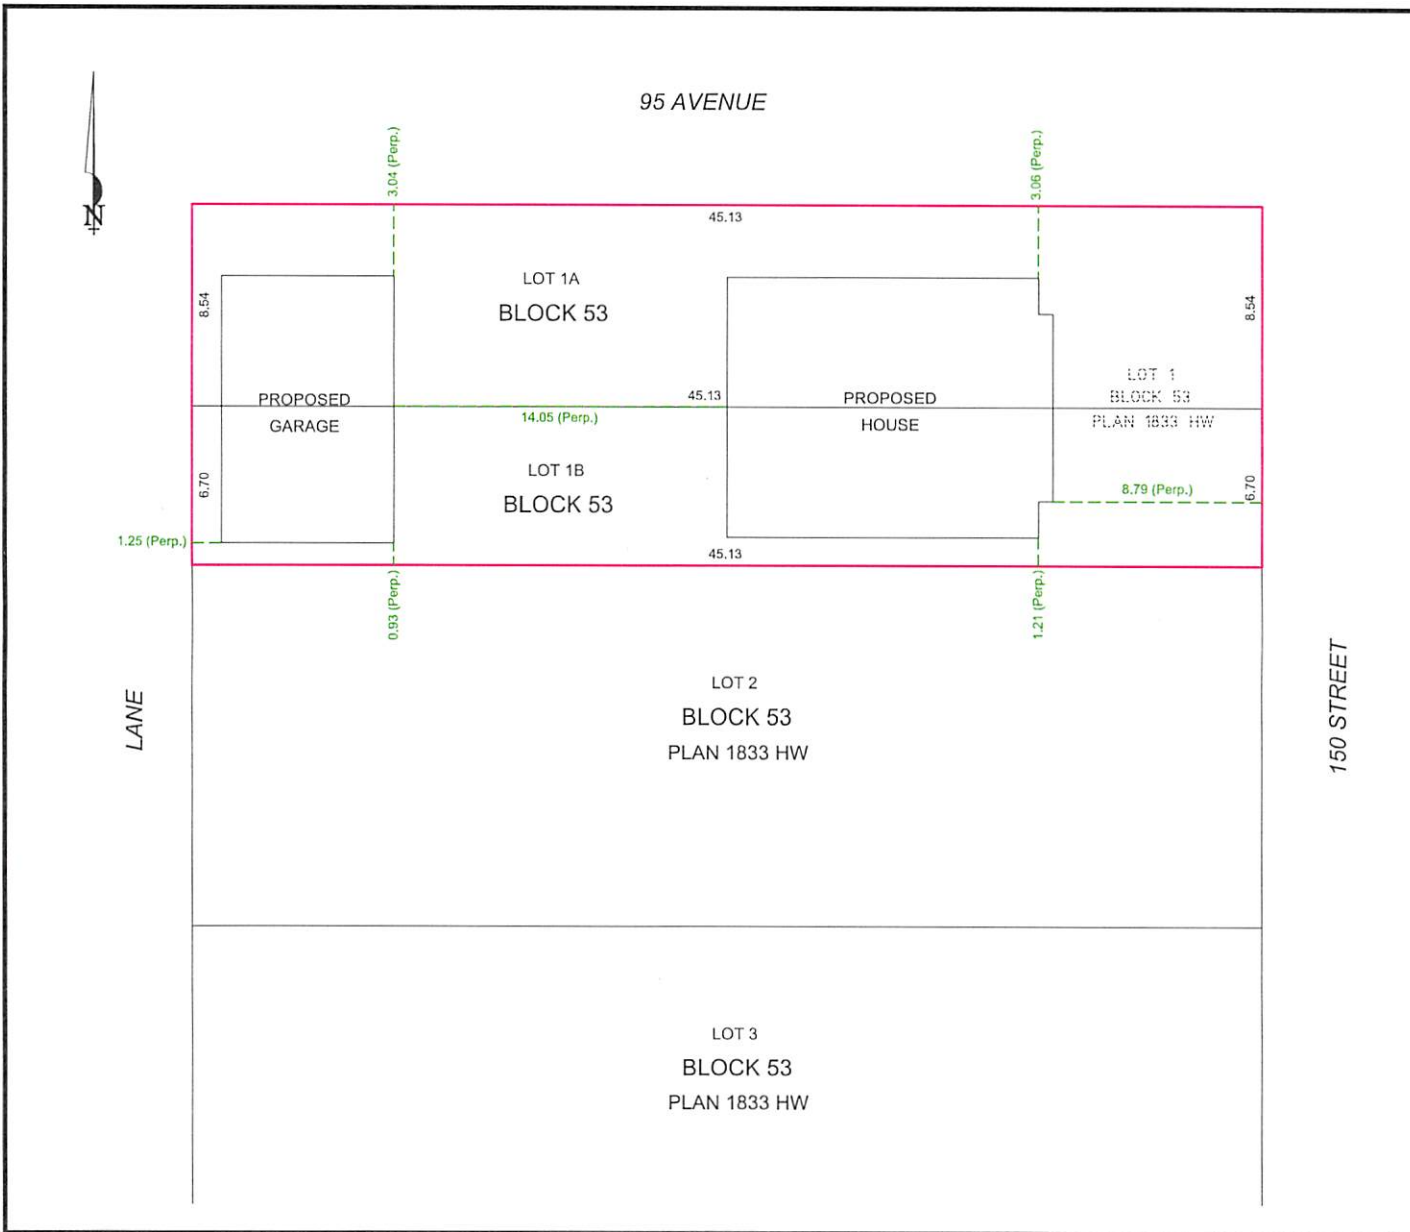 95 AVENUE
N
3.04 (Perp.)
3.06 (Perp.)
45.13
8.54
LOT 1A
BLOCK 53
8.54
LOT 1
BLOCK 53
PLAN 1833 HW
PROPOSED
GARAGE
45.13
14.05 (Perp.)
PROPOSED
HOUSE
6.70
LOT 1B
BLOCK 53
8.79 (Perp.)
6.70
1.25 (Perp.)
45.13
0.93 (Perp.)
1.21 (Perp.)
LANE
LOT 2
BLOCK 53
PLAN 1833 HW
150 STREET
LOT 3
BLOCK 53
PLAN 1833 HW